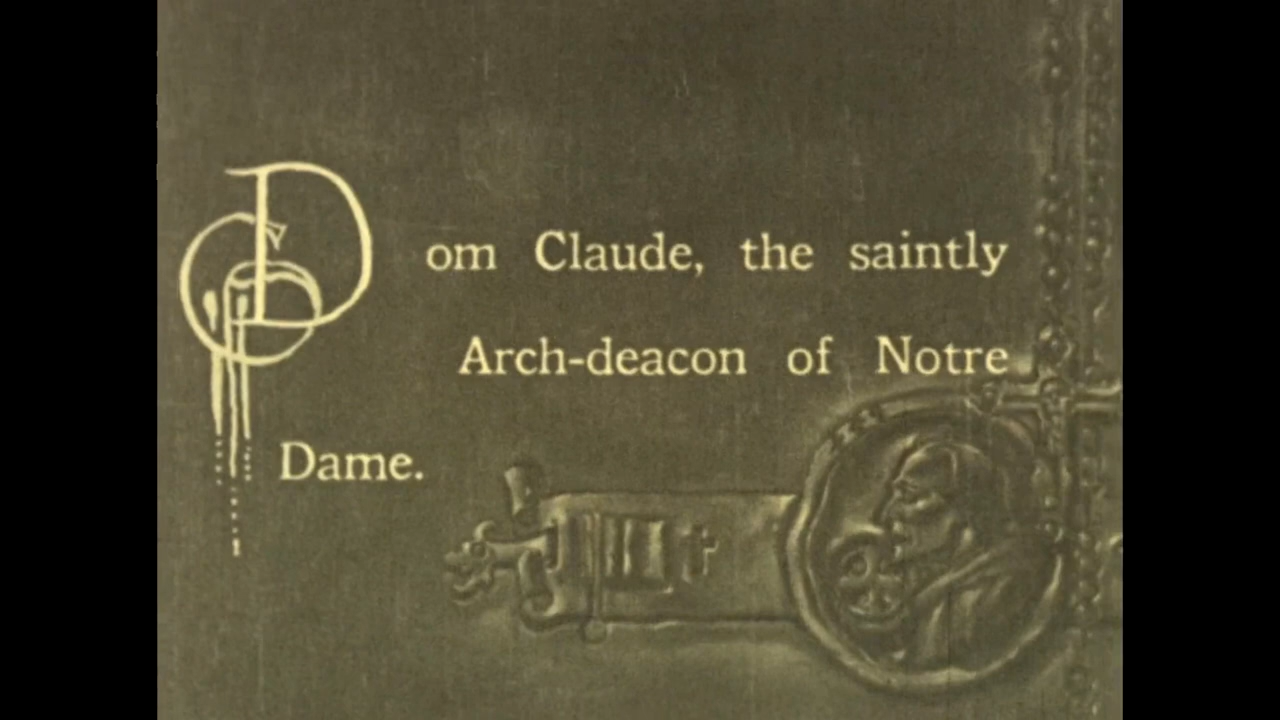 Dom Claude, the saintly
Arch-deacon of Notre
Dame.